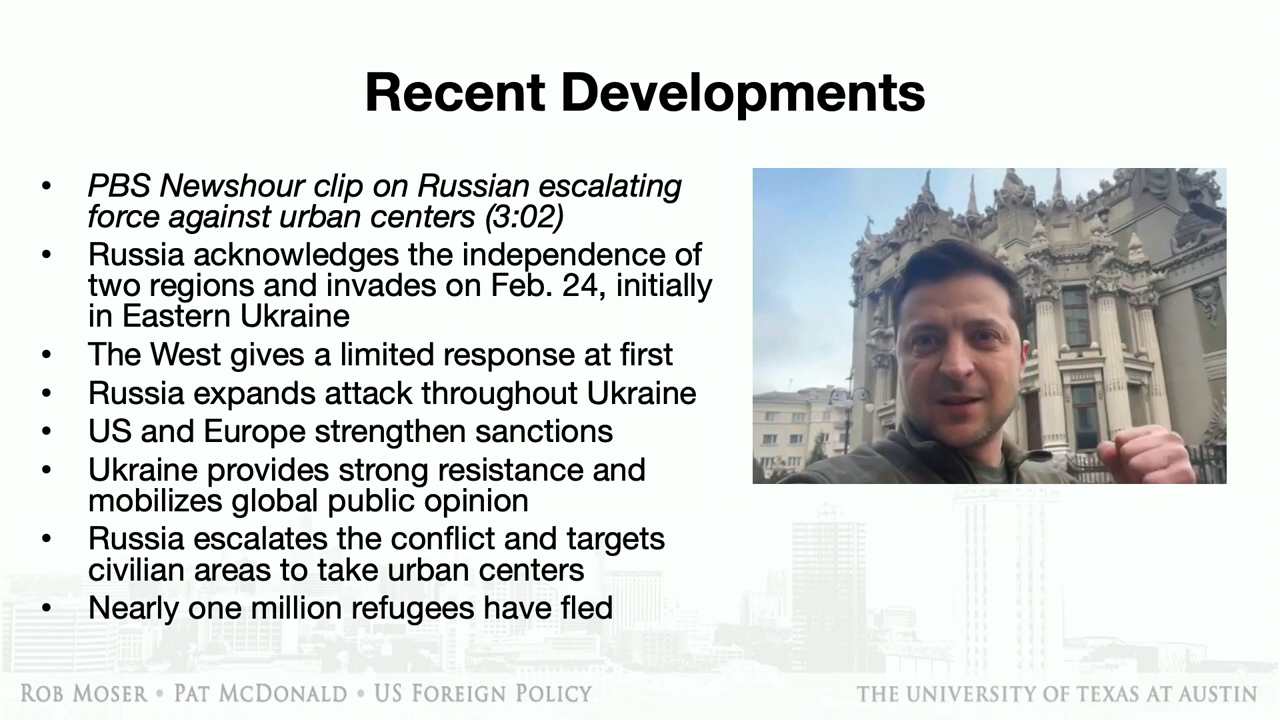 Recent Developments
• PBS Newshour clip on Russian escalating
force against urban centers (3:02)
• Russia acknowledges the independence of
two regions and invades on Feb. 24, initially
in Eastern Ukraine
• The West gives a limited response at first
• Russia expands attack throughout Ukraine
• US and Europe strengthen sanctions
• Ukraine provides strong resistance and
mobilizes global public opinion
• Russia escalates the conflict and targets
civilian areas to take urban centers
• Nearly one million refugees have fled
ROB MOSER • PAT MCDONALD • US FOREIGN POLICY
THE UNIVERSITY OF TEXAS AT AUSTIN